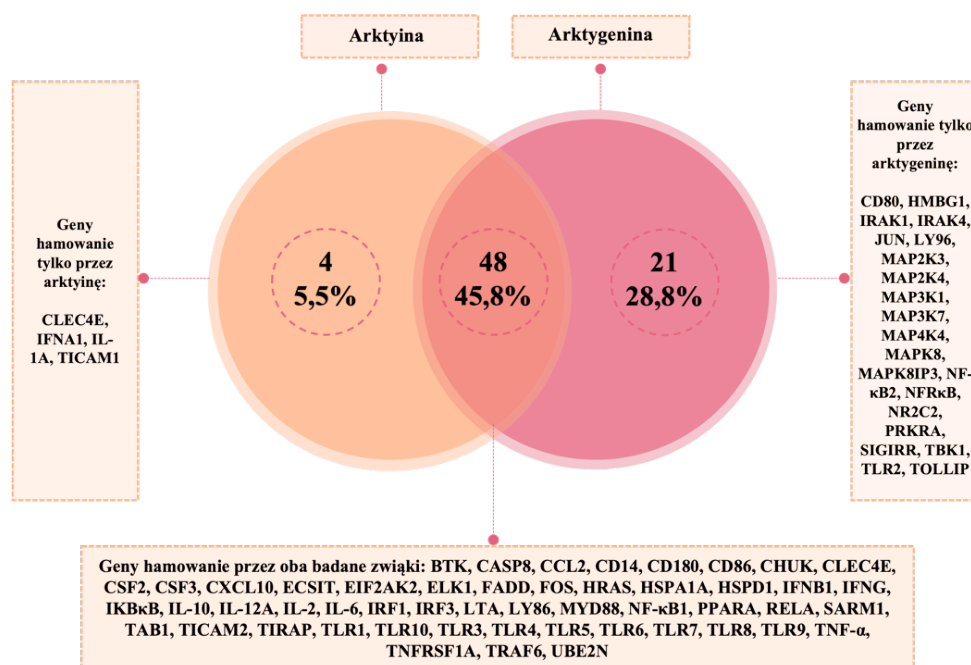 Arktyina
Arktygenina
Geny
hamowanie
tylko przez
arktyinę:
CLEC4E,
IFNA1, IL-
1A, TICAM1
4
5,5%
48
45,8%
21
28,8%
Geny
hamowanie tylko
przez
arktygeninę:
CD80, HMBG1,
IRAK1, IRAK4,
JUN, LY96,
MAP2K3,
MAP2K4,
MAP3K1,
MAP3K7,
MAP4K4,
MAPK8,
MAPK8IP3, NF-
κB2, NFRκB,
NR2C2,
PRKRA,
SIGIRR, TBK1,
TLR2, TOLLIP
Geny hamowanie przez oba badane zwiąki: BTK, CASP8, CCL2, CD14, CD180, CD86, CHUK, CLEC4E,
CSF2, CSF3, CXCL10, ECSIT, EIF2AK2, ELK1, FADD, FOS, HRAS, HSPA1A, HSPD1, IFNB1, IFNG,
IKBκB, IL-10, IL-12A, IL-2, IL-6, IRF1, IRF3, LTA, LY86, MYD88, NF-κB1, PPARA, RELA, SARM1,
TAB1, TICAM2, TIRAP, TLR1, TLR10, TLR3, TLR4, TLR5, TLR6, TLR7, TLR8, TLR9, TNF-α,
TNFRSF1A, TRAF6, UBE2N